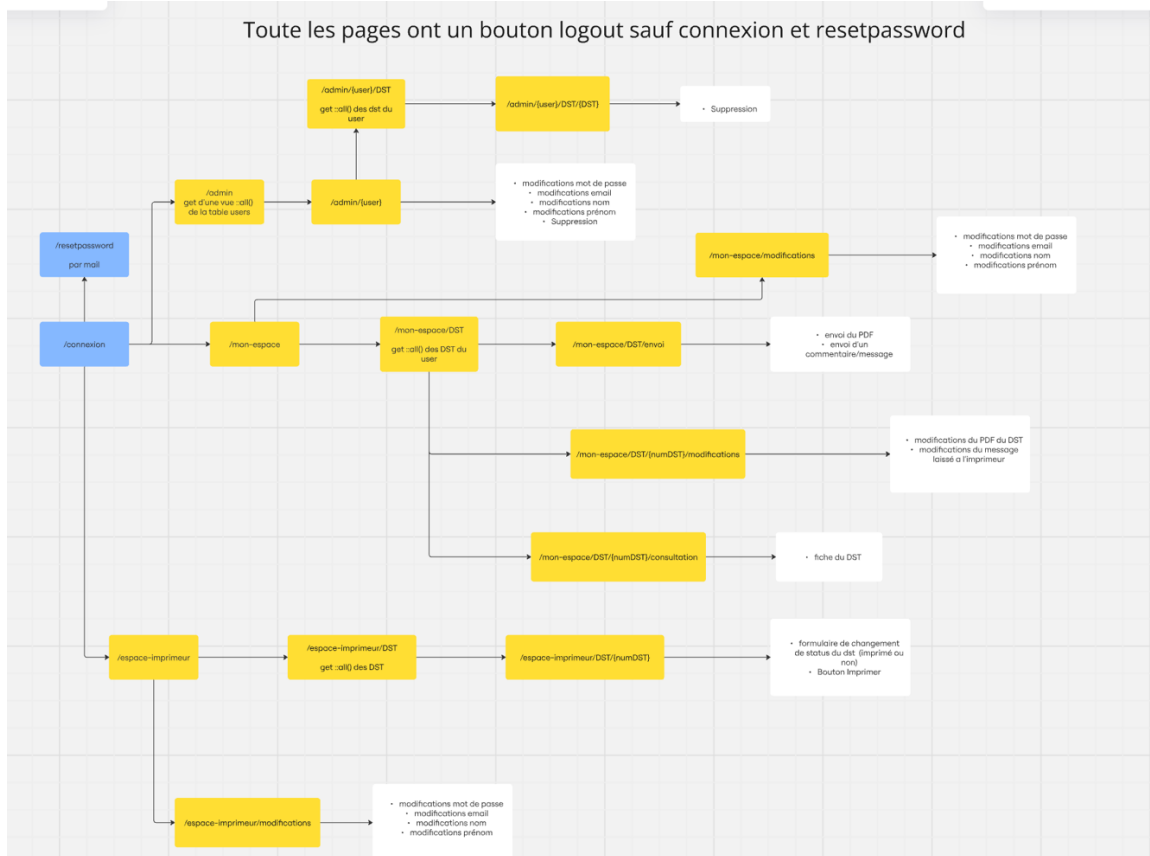 Toute les pages ont un bouton logout sauf connexion et resetpassword
/admin/{user}/DST
get ::all() des dst du
user
/admin/{user}/DST/{DST}
• Suppression
/admin
get d'une vue ::all()
de la table users
/admin/{user}
• modifications mot de passe
• modifications email
• modifications nom
• modifications prénom
• Suppression
/resetpassword
par mail
/mon-espace/modifications
• modifications mot de passe
• modifications email
• modifications nom
• modifications prénom
/connexion
/mon-espace
/mon-espace/DST
get ::all() des DST du
user
/mon-espace/DST/envoi
• envoi du PDF
• envoi d'un
commentaire/message
/mon-espace/DST/{numDST}/modifications
• modifications du PDF du DST
• modifications du message
laissé a l'imprimeur
/mon-espace/DST/{numDST}/consultation
• fiche du DST
/espace-imprimeur
/espace-imprimeur/DST
get ::all() des DST
/espace-imprimeur/DST/{numDST}
• formulaire de changement
de status du dst (imprimé ou
non)
• Bouton Imprimer
/espace-imprimeur/modifications
• modifications mot de passe
• modifications email
• modifications nom
• modifications prénom